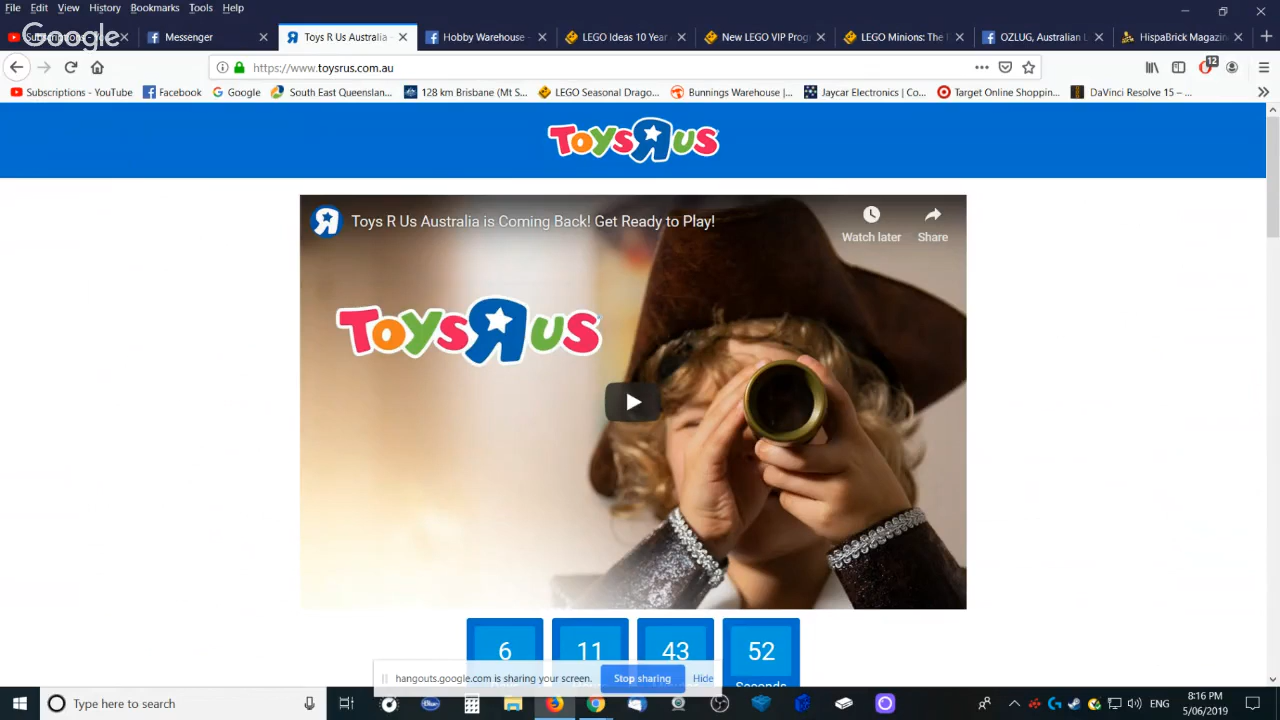 File Edit View History Bookmarks Tools Help
Google
Messenger
Toys R Us Australia
Hobby Warehouse
LEGO Ideas 10 Year
New LEGO VIP Prog
LEGO Minions: The
OZLUG, Australian L
HispaBrick Magazin
https://www.toysrus.com.au
12
Subscriptions - YouTube
Facebook
Google
South East Queenslan...
128 km Brisbane (Mt S...
LEGO Seasonal Drago...
Bunnings Warehouse |...
Jaycar Electronics | Co...
Target Online Shoppin...
DaVinci Resolve 15 – ...
ToysRus
Toys R Us Australia is Coming Back! Get Ready to Play!
Watch later
Share
ToysRus
6 11 43 52
Seconds
hangouts.google.com is sharing your screen.
Stop sharing
Hide
Type here to search
ENG
8:16 PM
5/06/2019